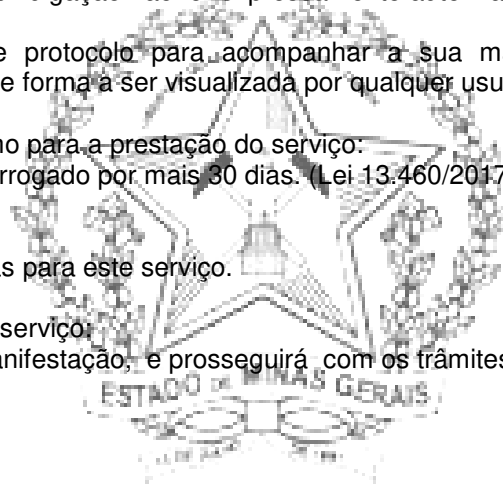 e protocolo para acompanhar a sua m
e forma a ser visualizada por qualquer usu
no para a prestação do serviço:
rrogado por mais 30 dias. (Lei 13.460/2017
as para este serviço.
serviço:
anifestação, e prosseguirá com os trâmites
ESTADO DE MINAS GERAIS